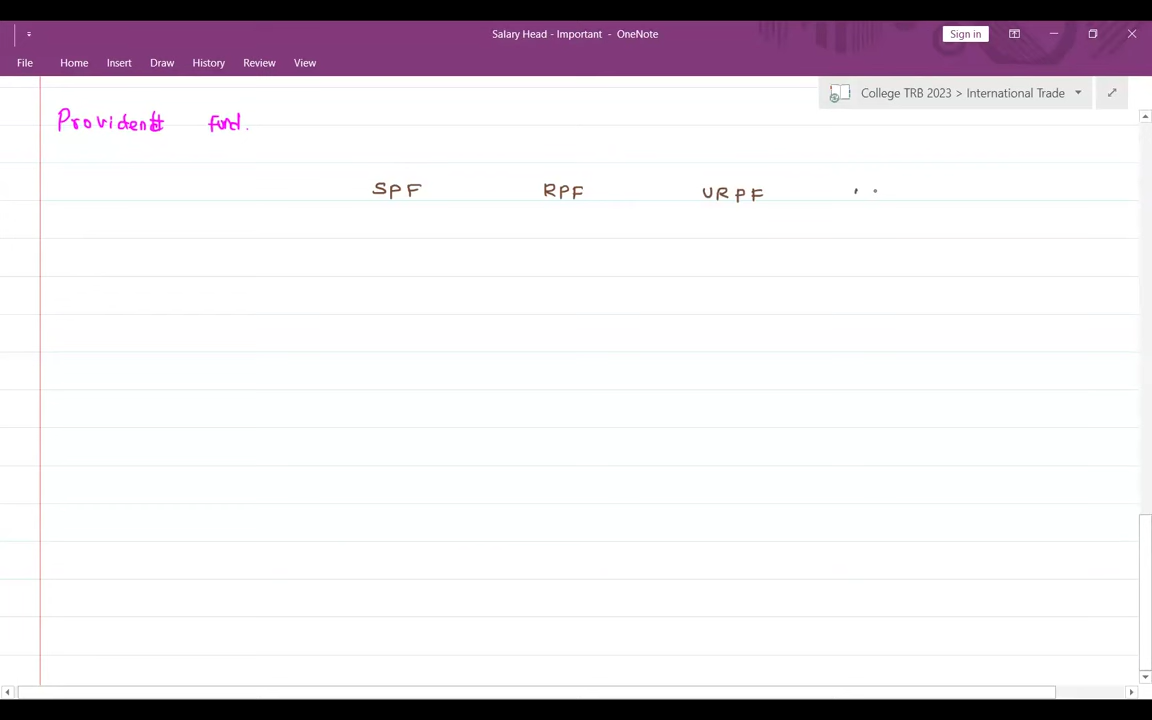 Salary Head - Important - OneNote
Sign in
File Home Insert Draw History Review View
College TRB 2023 > International Trade
Provident Fund.
SPF RPF URPF